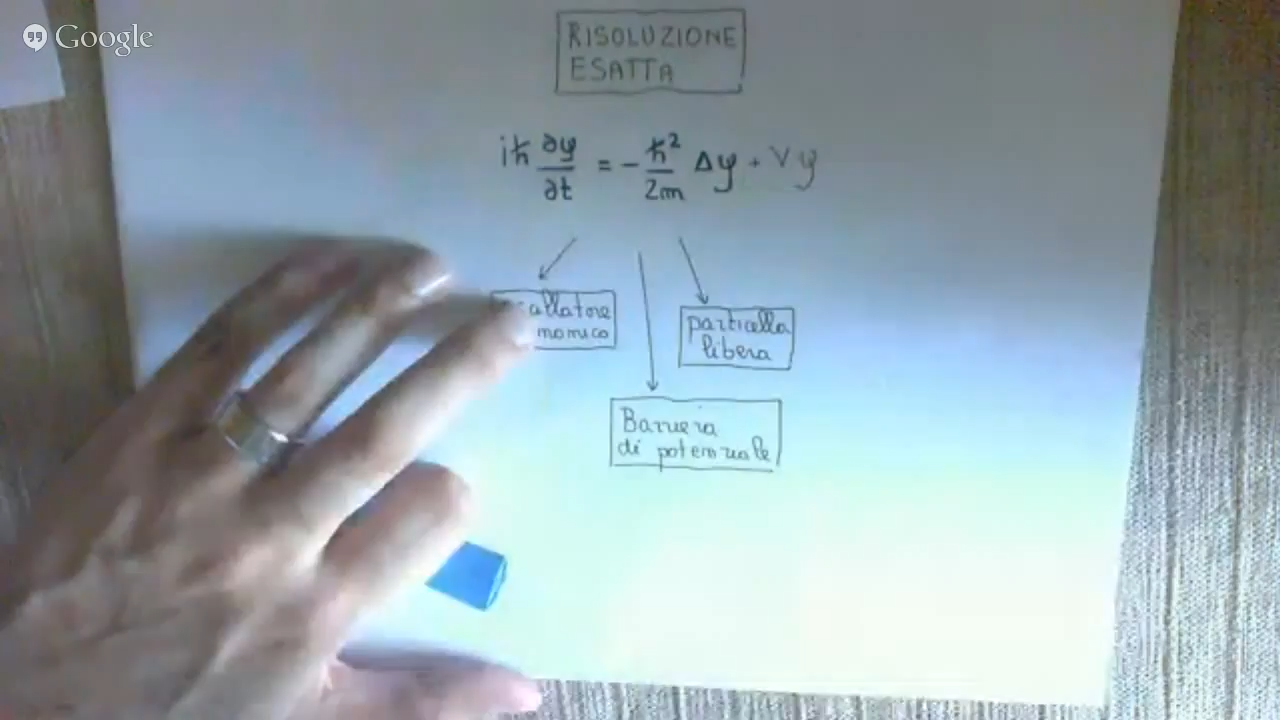 Google
RISOLUZIONE
ESATTA
iℏ ∂ψ/∂t = - ℏ²/2m Δψ + Vψ
particella
libera
Barriera
di potenziale